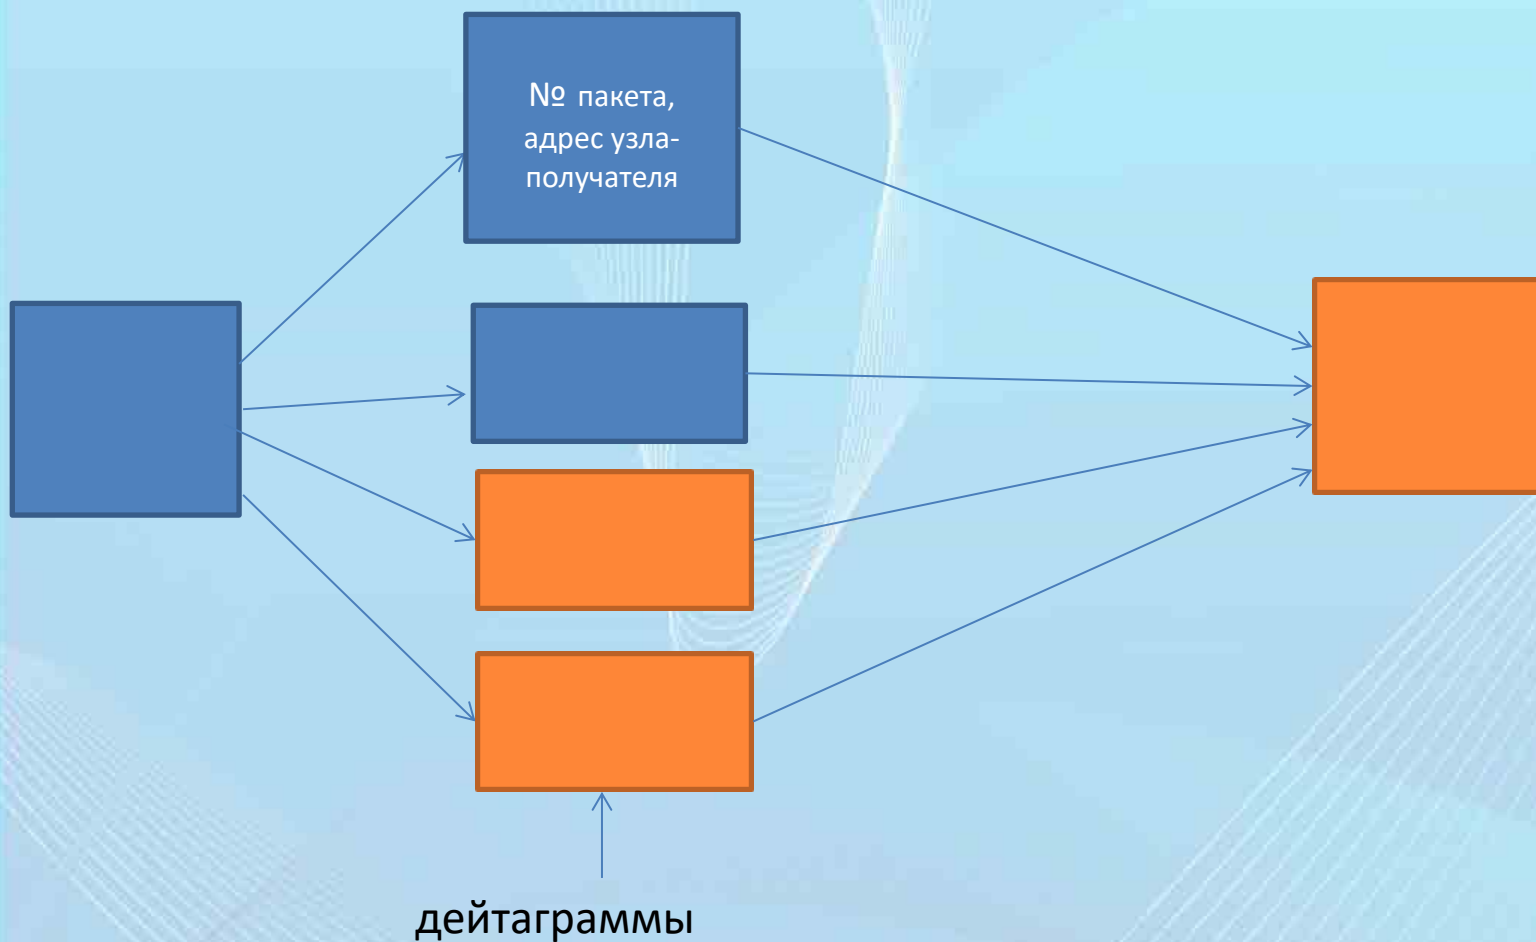 № пакета,
адрес узла-
получателя
дейтаграммы